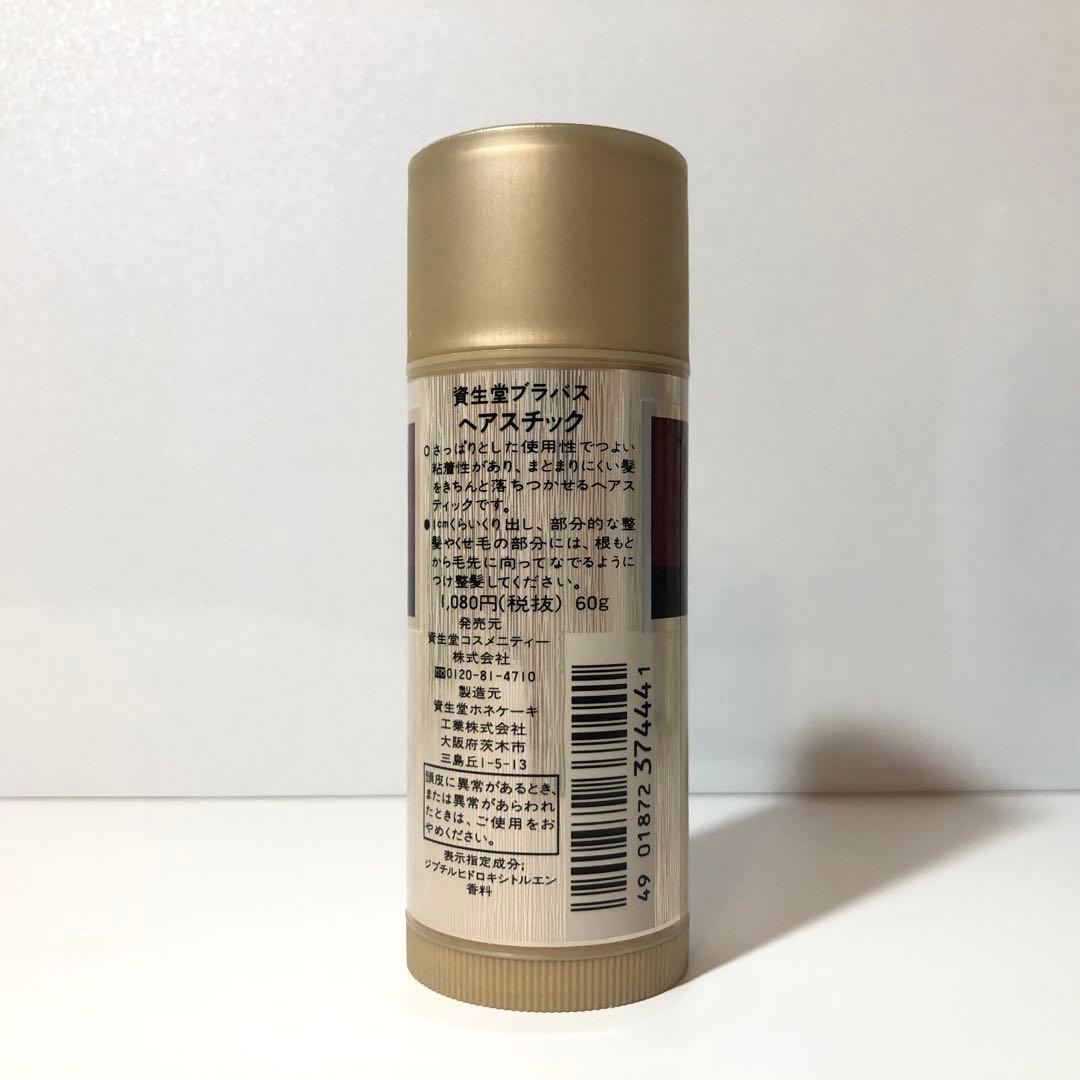 資生堂ブラバス
ヘアスチック
○さっぱりとした使用性でつよい
粘着性があり、まとまりにくい髪
をきちんと落ちつかせるヘアス
ティックです。
●1cmくらいくり出し、部分的な整
髪やくせ毛の部分には、根もと
から毛先に向ってなでるように
つけ整髪してください。
1,080円(税抜) 60g
発売元
資生堂コスメニティー
株式会社
0120-81-4710
製造元
資生堂ホネケーキ
工業株式会社
大阪府茨木市
三島丘1-5-13
頭皮に異常があるとき、
または異常があらわれ
たときは、ご使用をお
やめください。
表示指定成分;
ジブチルヒドロキシトルエン
香料
49 01872 374441